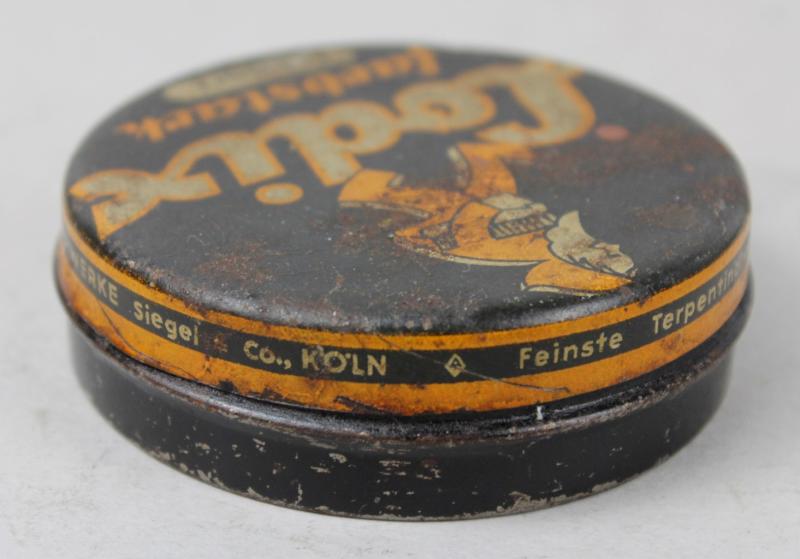 Lodix
farbstark
WERKE Siegel Co., KÖLN Feinste Terpentin